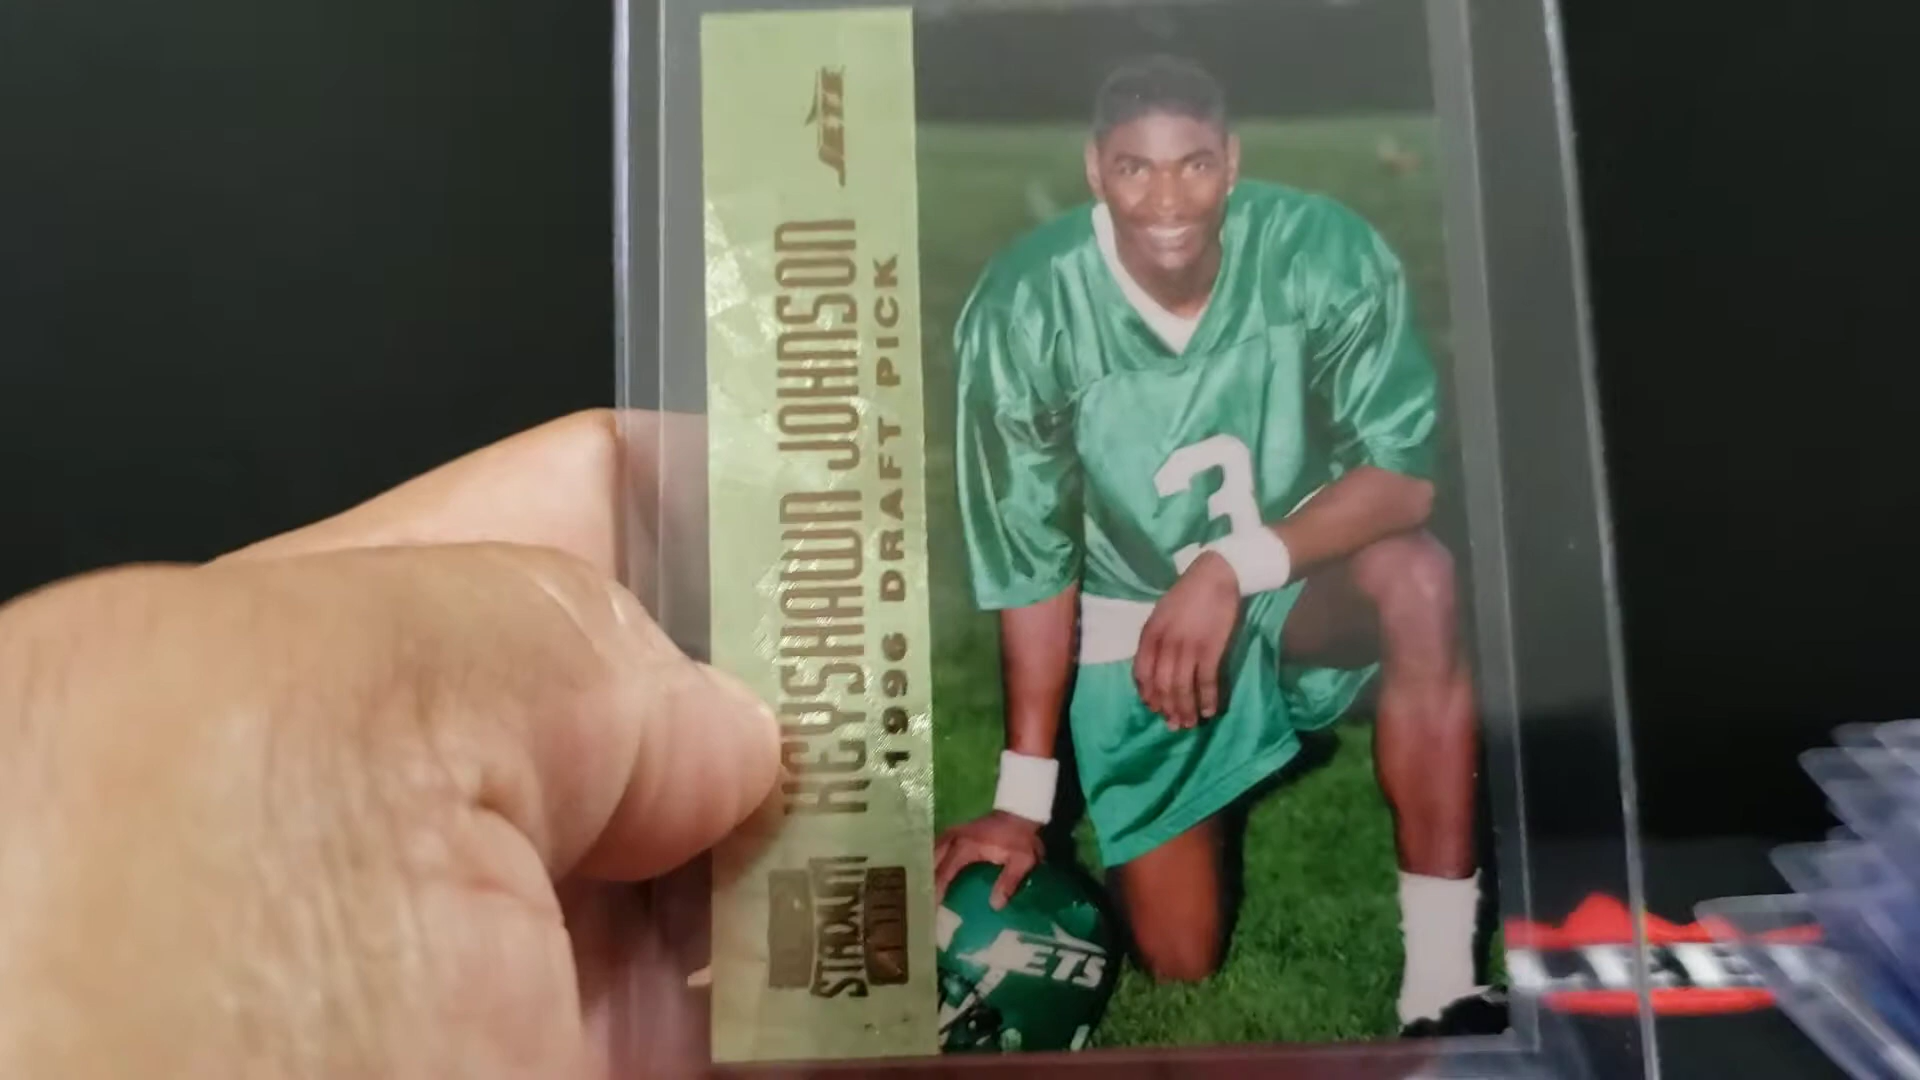 JETS
KEYSHAWN JOHNSON
1996 DRAFT PICK
STADIUM
CLUB
3
JETS